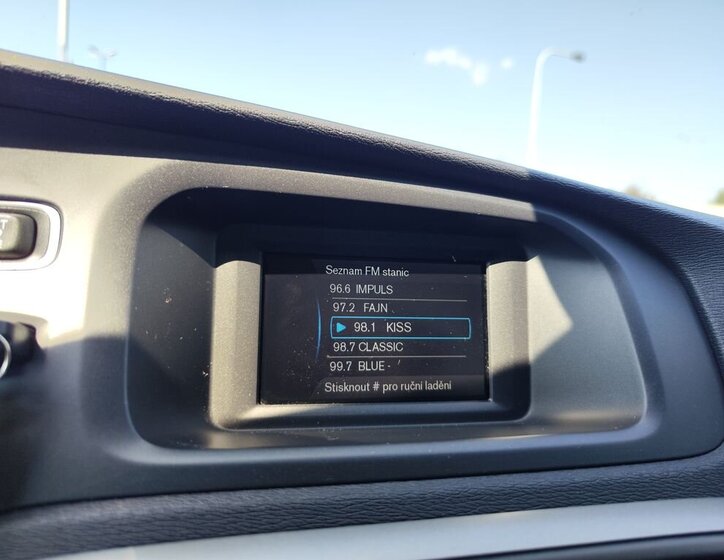 Seznam FM stanic
96.6 IMPULS
97.2 FAJN
98.1 KISS
98.7 CLASSIC
99.7 BLUE -
Stisknout # pro ruční ladění